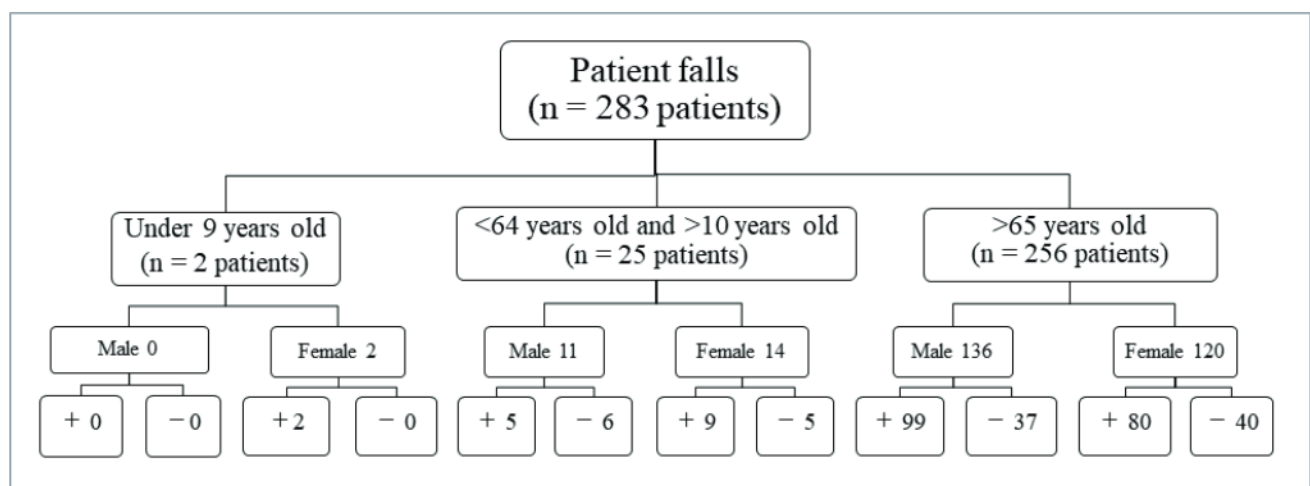 Patient falls
(n = 283 patients)
Under 9 years old
(n = 2 patients)
<64 years old and >10 years old
(n = 25 patients)
>65 years old
(n = 256 patients)
Male 0
Female 2
Male 11
Female 14
Male 136
Female 120
+ 0
− 0
+ 2
− 0
+ 5
− 6
+ 9
− 5
+ 99
− 37
+ 80
− 40